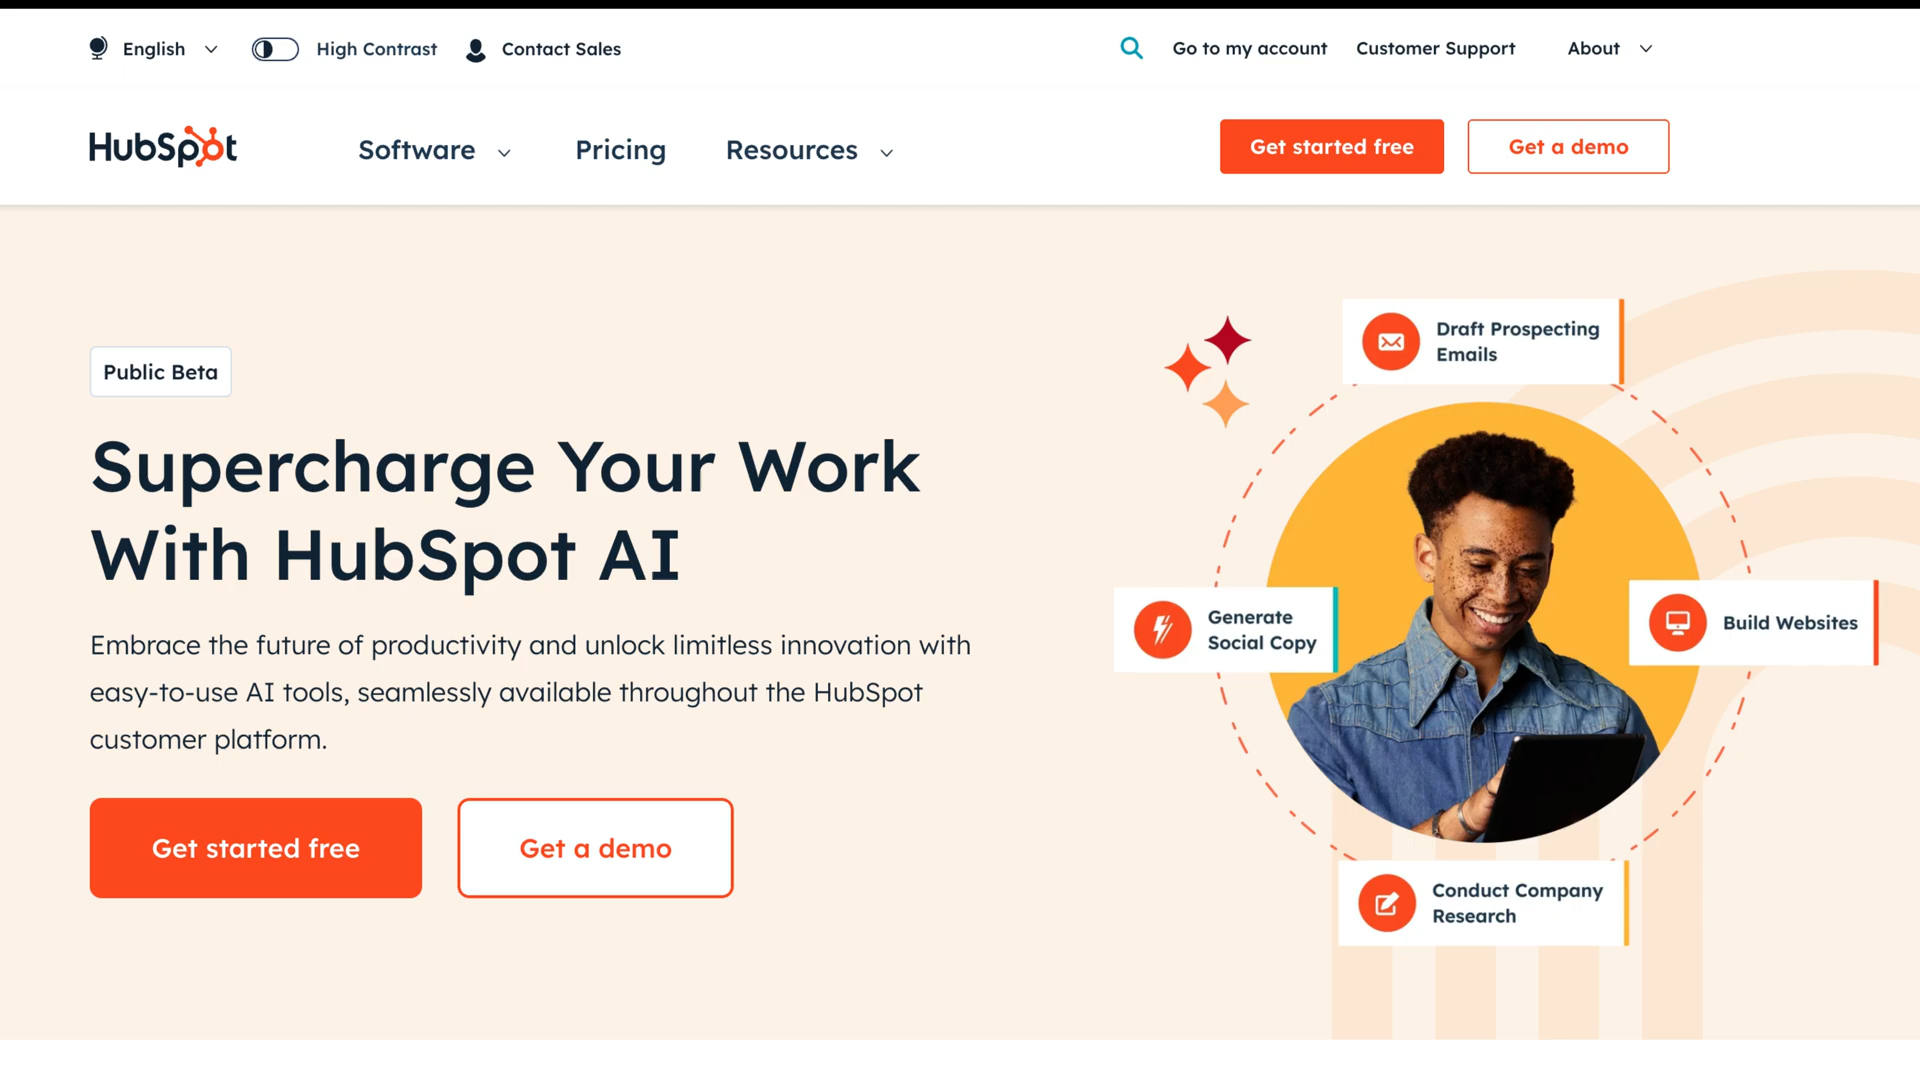 English
High Contrast
Contact Sales
Go to my account
Customer Support
About
HubSpot
Software
Pricing
Resources
Get started free
Get a demo
Public Beta
Supercharge Your Work
With HubSpot AI
Embrace the future of productivity and unlock limitless innovation with
easy-to-use AI tools, seamlessly available throughout the HubSpot
customer platform.
Get started free
Get a demo
Draft Prospecting
Emails
Generate
Social Copy
Build Websites
Conduct Company
Research